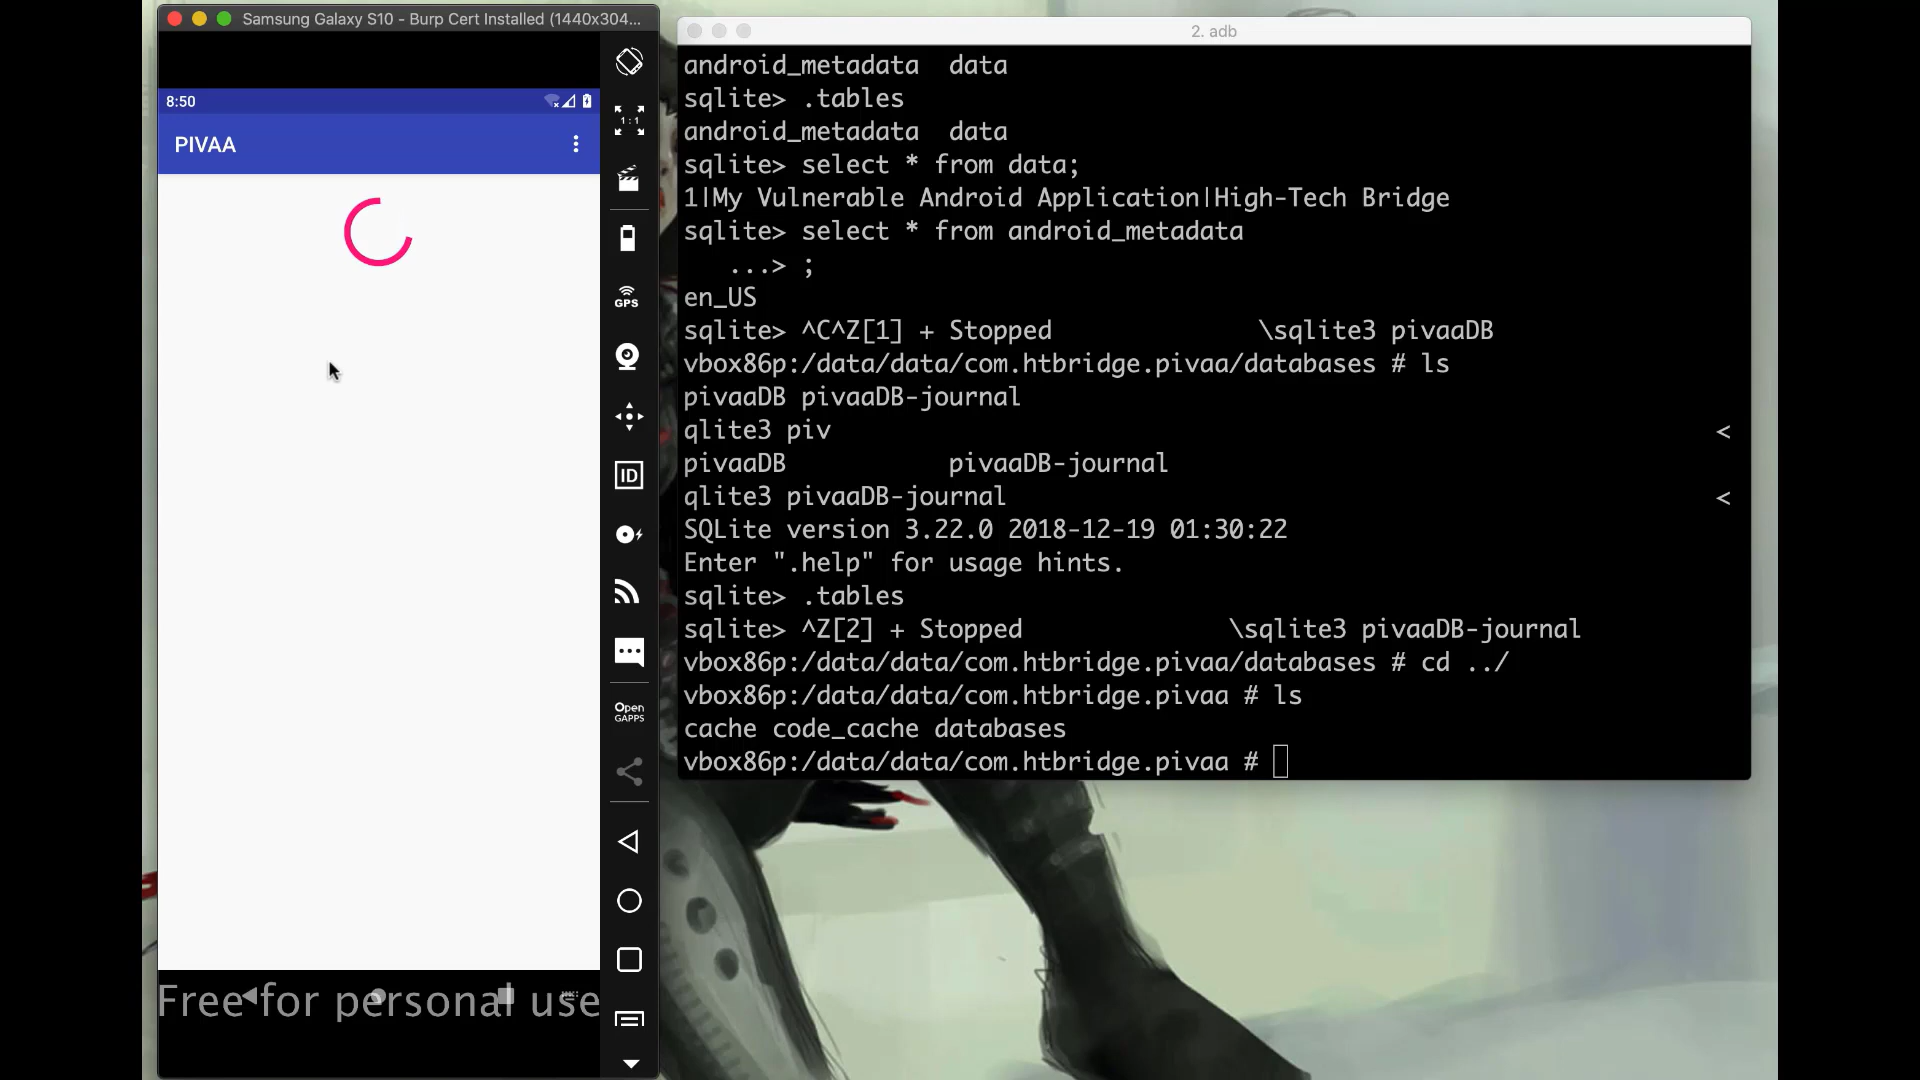 Samsung Galaxy S10 - Burp Cert Installed (1440x304...
8:50
PIVAA
1:1
GPS
ID
Open
GAPPS
Free for personal use
2. adb
android_metadata  data
sqlite> .tables
android_metadata  data
sqlite> select * from data;
1|My Vulnerable Android Application|High-Tech Bridge
sqlite> select * from android_metadata
   ...> ;
en_US
sqlite> ^C^Z[1] + Stopped              \sqlite3 pivaaDB
vbox86p:/data/data/com.htbridge.pivaa/databases # ls
pivaaDB pivaaDB-journal
qlite3 piv                                                            <
pivaaDB           pivaaDB-journal
qlite3 pivaaDB-journal                                                <
SQLite version 3.22.0 2018-12-19 01:30:22
Enter ".help" for usage hints.
sqlite> .tables
sqlite> ^Z[2] + Stopped              \sqlite3 pivaaDB-journal
vbox86p:/data/data/com.htbridge.pivaa/databases # cd ../
vbox86p:/data/data/com.htbridge.pivaa # ls
cache code_cache databases
vbox86p:/data/data/com.htbridge.pivaa #